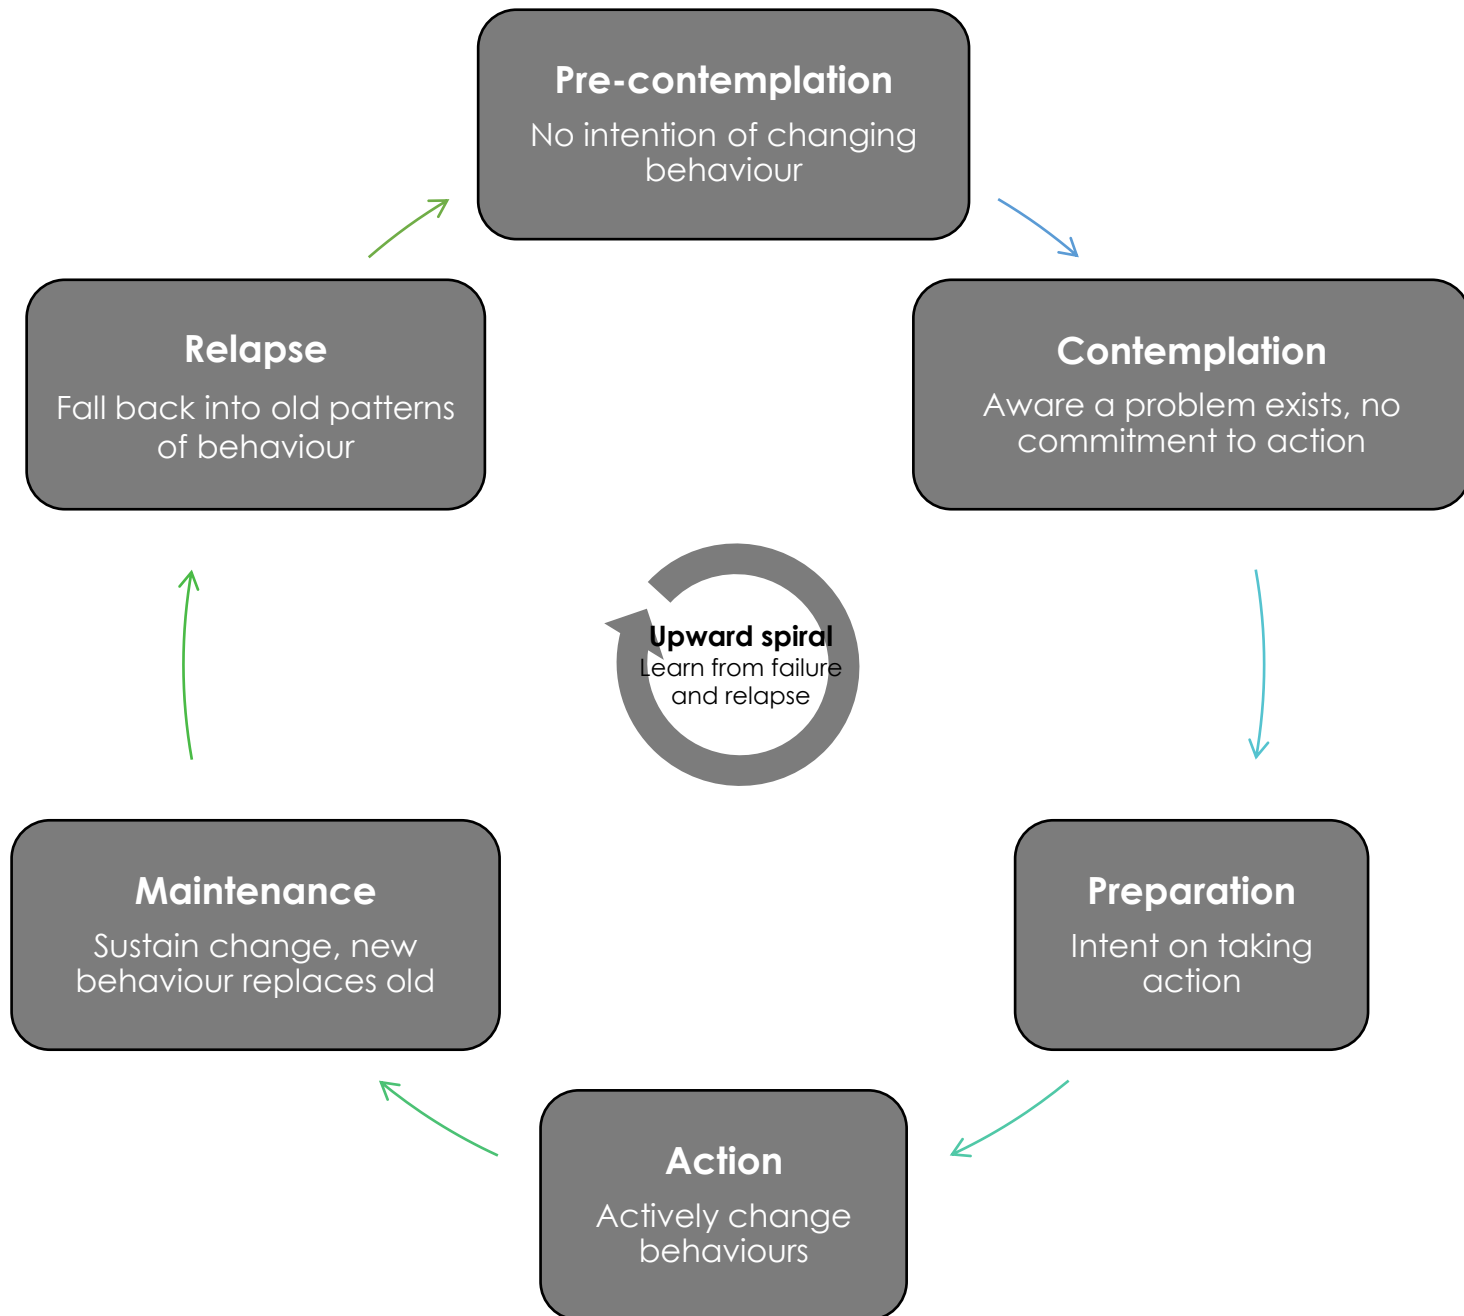 Pre-contemplation
No intention of changing
behaviour
Contemplation
Aware a problem exists, no
commitment to action
Preparation
Intent on taking
action
Action
Actively change
behaviours
Maintenance
Sustain change, new
behaviour replaces old
Relapse
Fall back into old patterns
of behaviour
Upward spiral
Learn from failure
and relapse